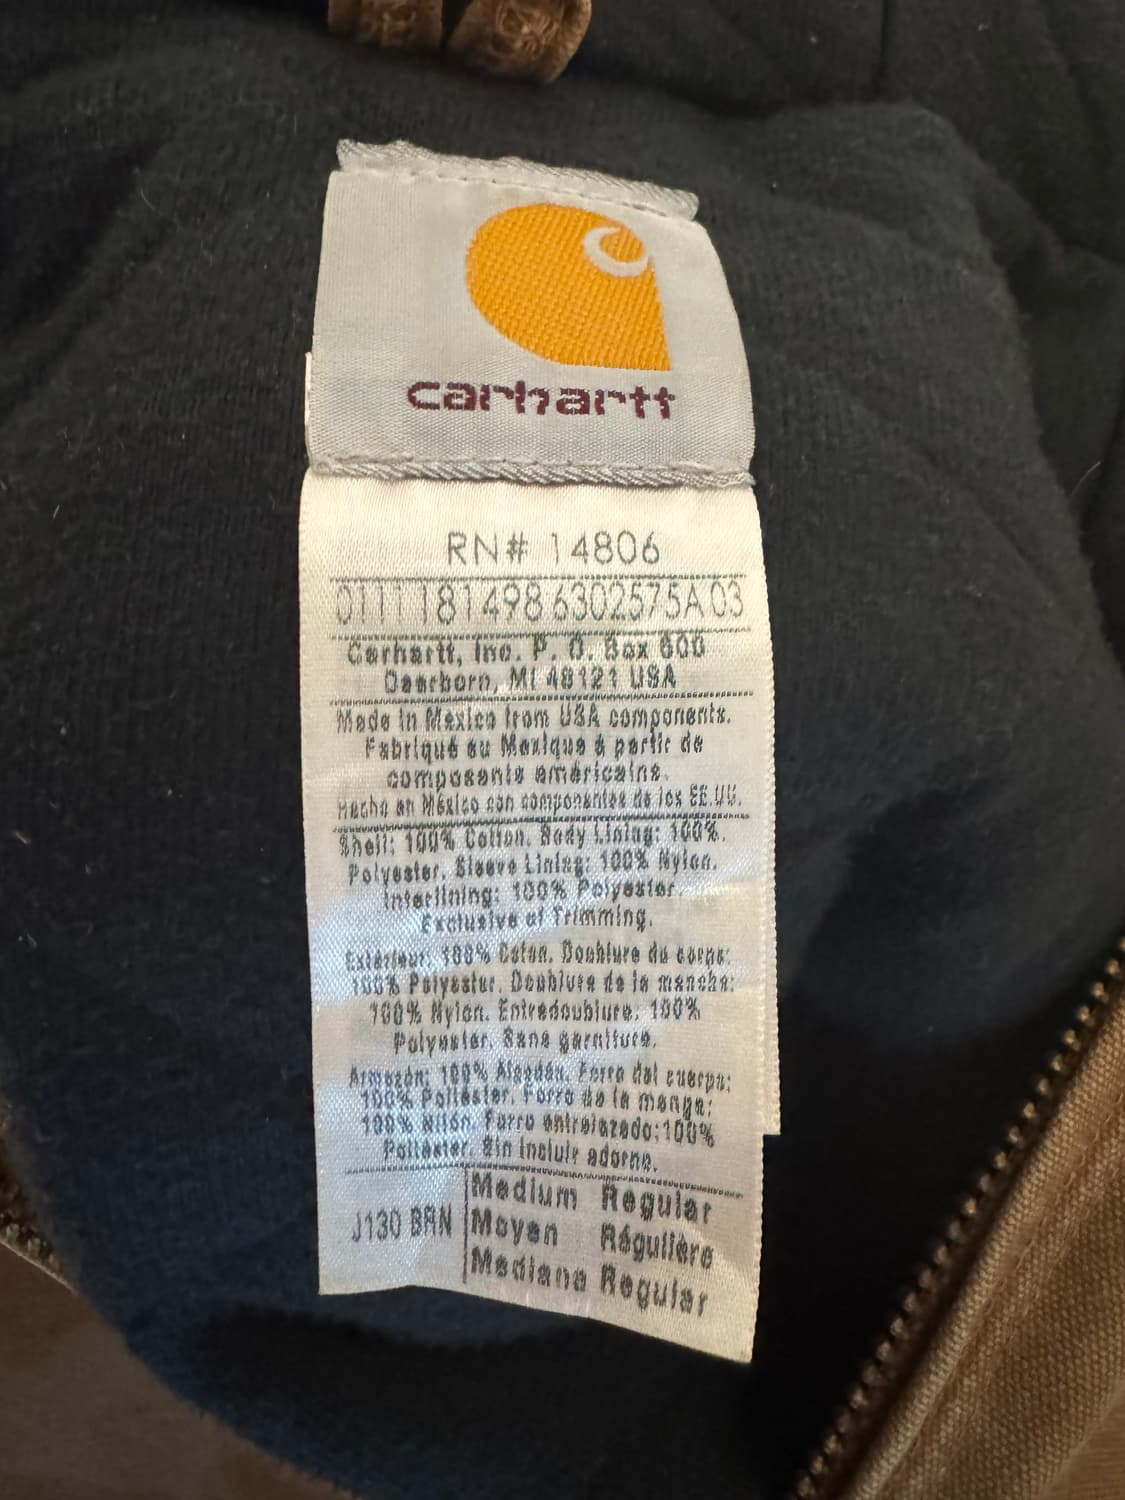 carhartt
RN# 14806
01111814986302575A03
Carhartt, Inc. P. O. Box 600
Dearborn, MI 48121 USA
Made in Mexico from USA components.
Fabriqué au Mexique à partir de
composants américains.
Hecho en México con componentes de los EE.UU.
Shell: 100% Cotton. Body Lining: 100%
Polyester. Sleeve Lining: 100% Nylon.
Interlining: 100% Polyester.
Exclusive of Trimming.
Extérieur: 100% Coton. Doublure du corps:
100% Polyester. Doublure de la manche:
100% Nylon. Entredoublure: 100%
Polyester. Sans garniture.
Armazón: 100% Algodón. Forro del cuerpo:
100% Poliéster. Forro de la manga:
100% Nilón. Forro entrelazado:100%
Poliéster. Sin incluir adorno.
J130 BRN
Medium Regular
Moyen Régulière
Mediana Regular